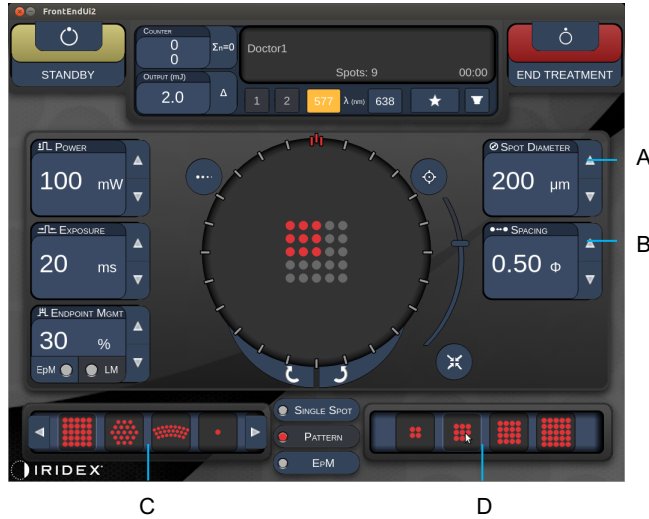 FrontEndUi2
STANDBY
COUNTER
0
0
Σn=0
OUTPUT (mJ)
2.0
Δ
Doctor1
Spots: 9
00:00
1
2
577
λ (nm)
638
END TREATMENT
POWER
100 mW
EXPOSURE
20 ms
ENDPOINT MGMT
30 %
EPM
LM
SPOT DIAMETER
200 µm
SPACING
0.50 Φ
A
B
SINGLE SPOT
PATTERN
EPM
IRIDEX
C
D